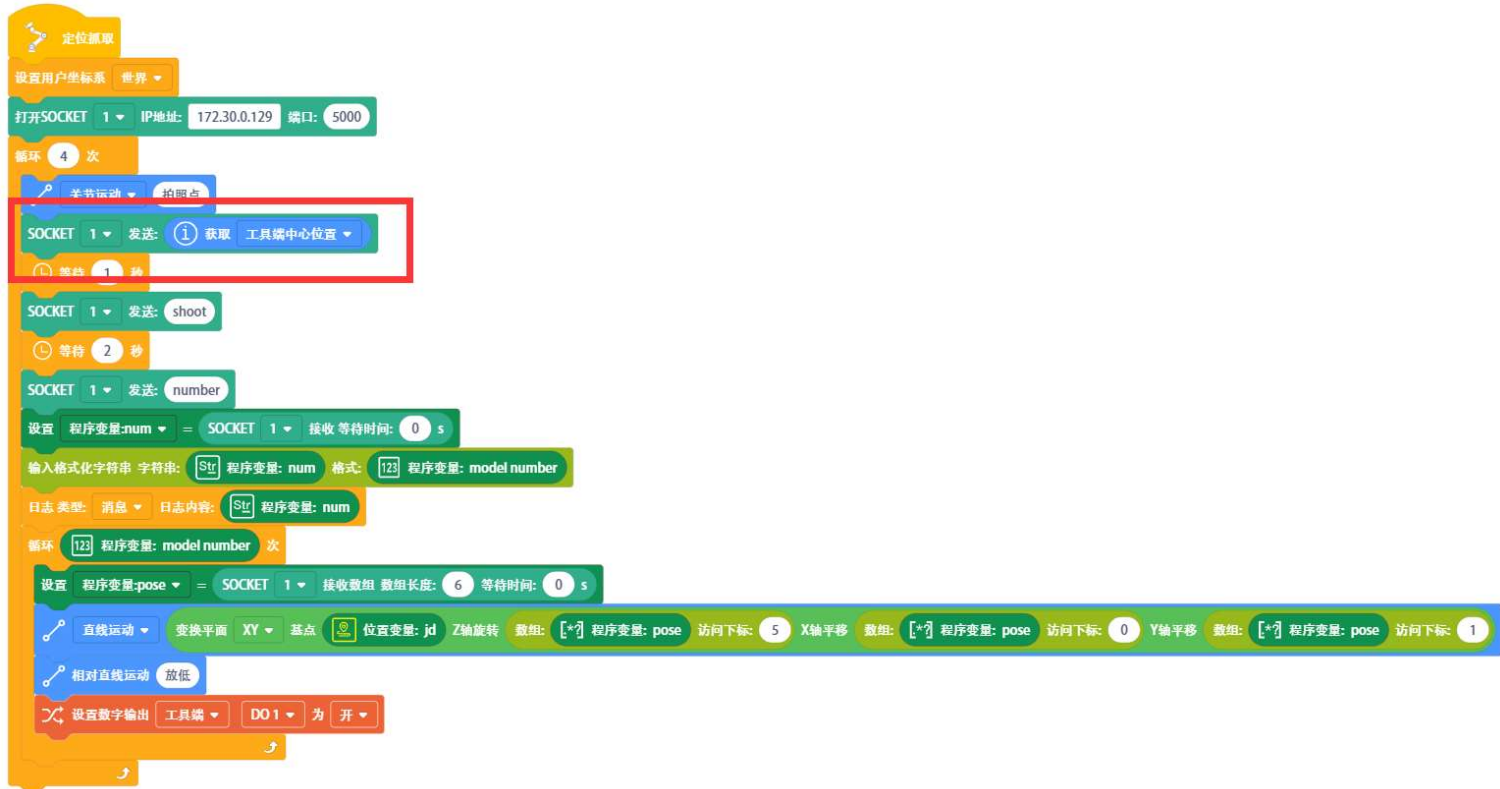 定位抓取
设置用户坐标系 世界
打开SOCKET 1 IP地址: 172.30.0.129 端口: 5000
循环 4 次
关节运动 拍照点
SOCKET 1 发送: i 获取 工具端中心位置
等待 1 秒
SOCKET 1 发送: shoot
等待 2 秒
SOCKET 1 发送: number
设置 程序变量:num = SOCKET 1 接收 等待时间: 0 s
输入格式化字符串 字符串: Str 程序变量: num 格式: 123 程序变量: model number
日志 类型: 消息 日志内容: Str 程序变量: num
循环 123 程序变量: model number 次
设置 程序变量:pose = SOCKET 1 接收数组 数组长度: 6 等待时间: 0 s
直线运动 变换平面 XY 基点 位置变量: jd Z轴旋转 数组: [*?] 程序变量: pose 访问下标: 5 X轴平移 数组: [*?] 程序变量: pose 访问下标: 0 Y轴平移 数组: [*?] 程序变量: pose 访问下标: 1
相对直线运动 放低
设置数字输出 工具端 DO 1 为 开